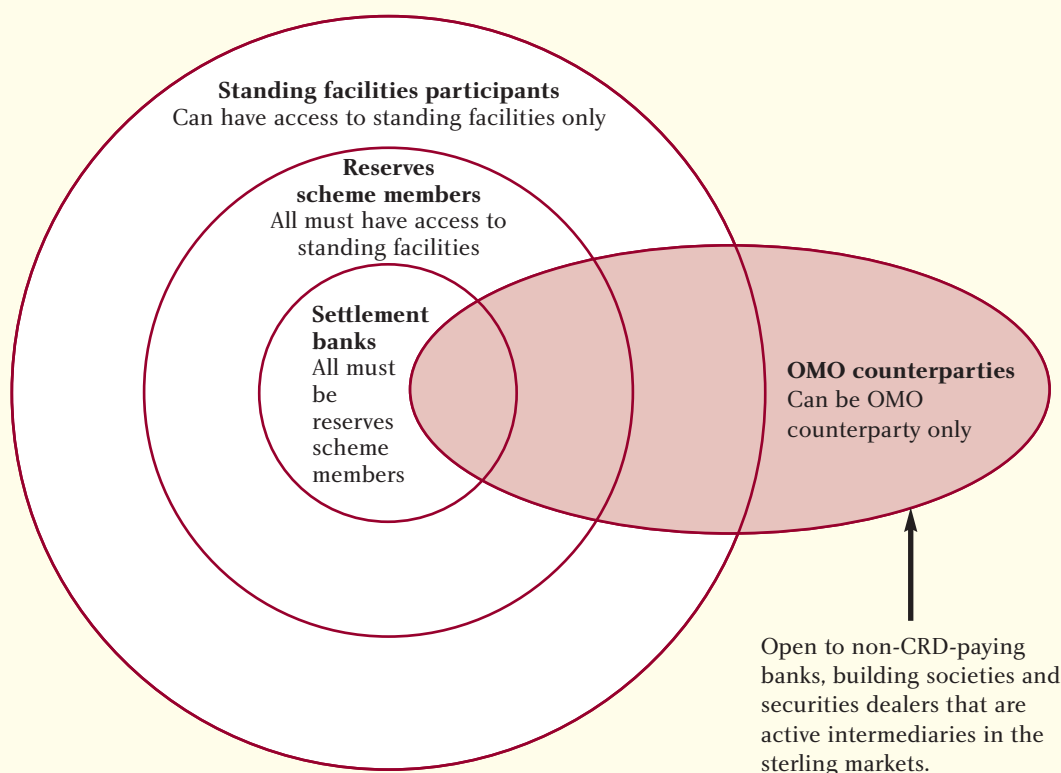 Standing facilities participants
Can have access to standing facilities only
Reserves
scheme members
All must have access to
standing facilities
Settlement
banks
All must
be
reserves
scheme
members
OMO counterparties
Can be OMO
counterparty only
Open to non-CRD-paying
banks, building societies and
securities dealers that are
active intermediaries in the
sterling markets.